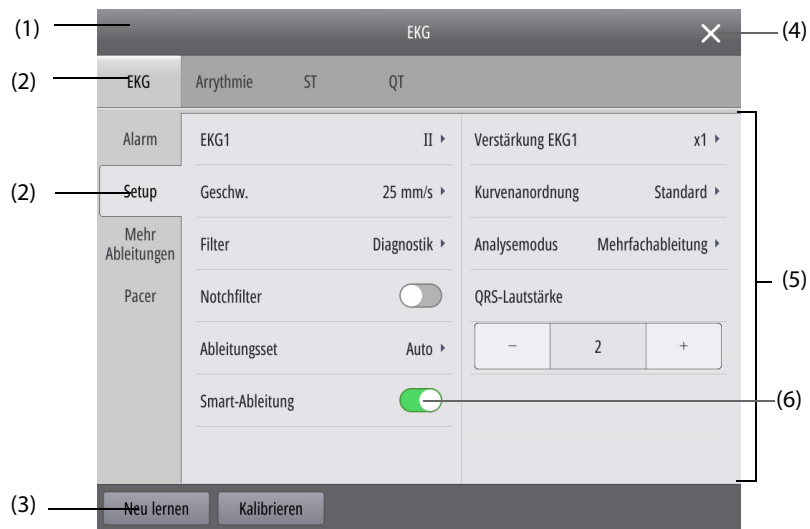 (1)
EKG
(4)
(2)
EKG
Arrythmie
ST
QT
Alarm
EKG1
II
Verstärkung EKG1
x1
(2)
Setup
Geschw.
25 mm/s
Kurvenanordnung
Standard
Mehr
Ableitungen
Filter
Diagnostik
Analysemodus
Mehrfachableitung
(5)
Pacer
Notchfilter
QRS-Lautstärke
Ableitungsset
Auto
– 2 +
Smart-Ableitung
(6)
(3)
Neu lernen
Kalibrieren